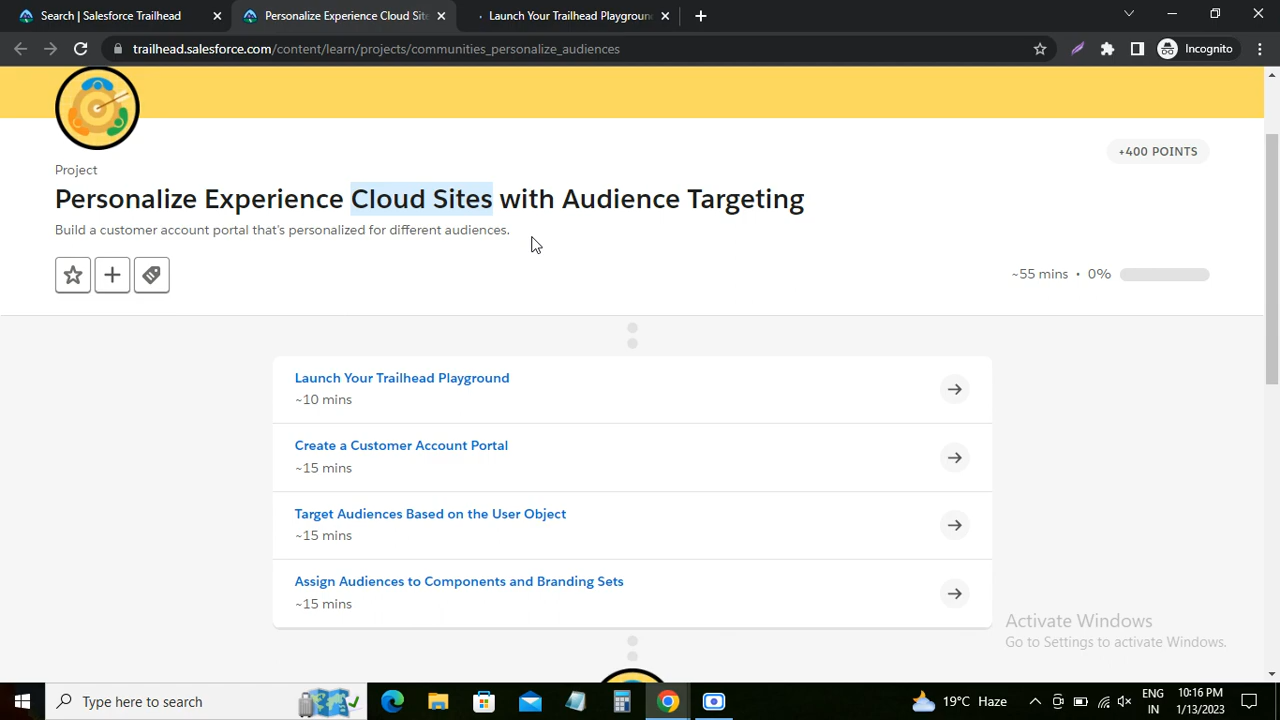 Search | Salesforce Trailhead
Personalize Experience Cloud Sit
Launch Your Trailhead Playgroun
trailhead.salesforce.com/content/learn/projects/communities_personalize_audiences
Incognito
+400 POINTS
Project
Personalize Experience Cloud Sites with Audience Targeting
Build a customer account portal that's personalized for different audiences.
~55 mins • 0%
Launch Your Trailhead Playground
~10 mins
Create a Customer Account Portal
~15 mins
Target Audiences Based on the User Object
~15 mins
Assign Audiences to Components and Branding Sets
~15 mins
Activate Windows
Go to Settings to activate Windows.
Type here to search
19°C Haze
ENG
IN
10:16 PM
1/13/2023